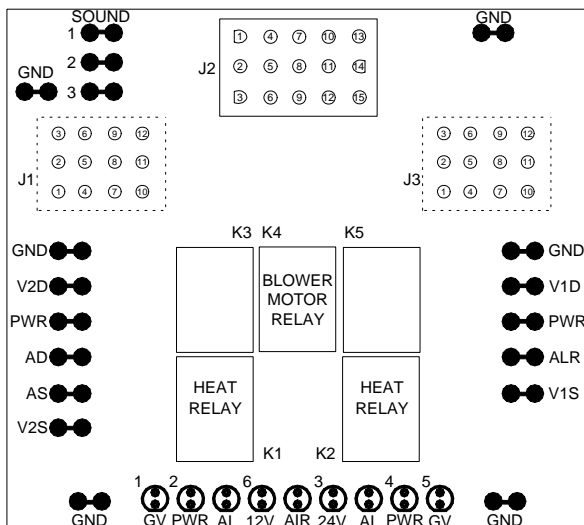 SOUND
1
2
3
GND
GND
J2
1 4 7 10 13
2 5 8 11 14
3 6 9 12 15
J1
3 6 9 12
2 5 8 11
1 4 7 10
J3
3 6 9 12
2 5 8 11
1 4 7 10
K3 K4 K5
GND
V2D
PWR
AD
AS
V2S
BLOWER
MOTOR
RELAY
HEAT
RELAY
HEAT
RELAY
K1 K2
GND
V1D
PWR
ALR
V1S
1 2 6 3 4 5
GND GV PWR AL 12V AIR 24V AL PWR GV GND